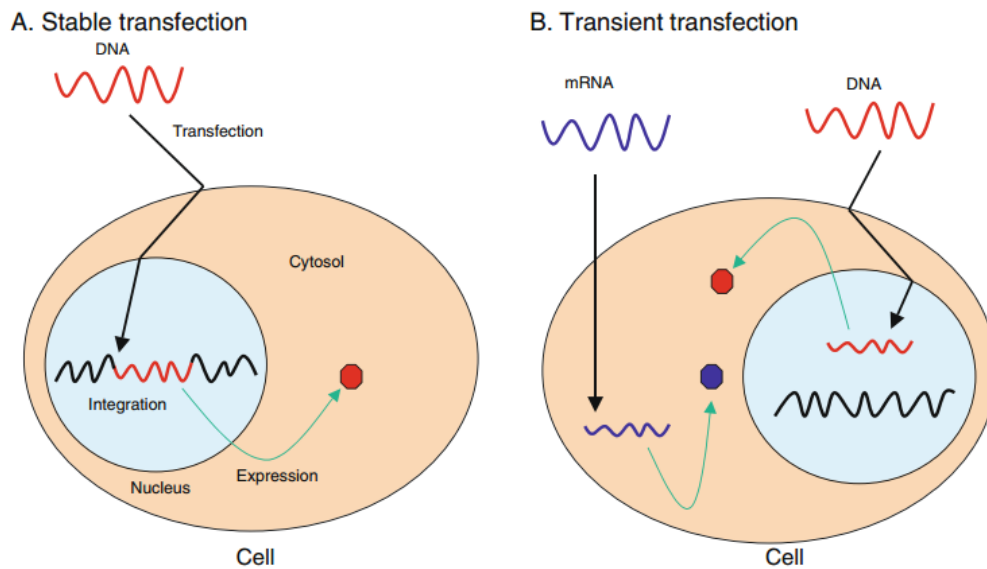 A. Stable transfection
DNA
Transfection
Cytosol
Integration
Expression
Nucleus
Cell
B. Transient transfection
mRNA
DNA
Cell